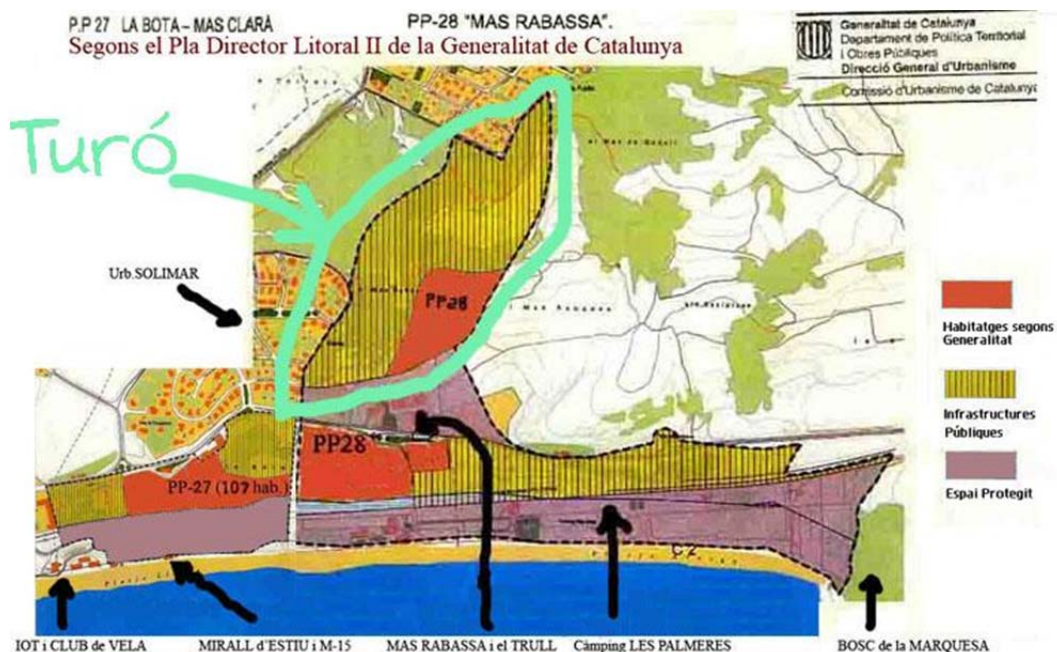 P.P 27 LA BOTA - MAS CLARÀ
PP-28 "MAS RABASSA".
Segons el Pla Director Litoral II de la Generalitat de Catalunya
Generalitat de Catalunya
Departament de Política Territorial
i Obres Públiques
Direcció General d'Urbanisme
Comissió d'Urbanisme de Catalunya
Turó
Urb.SOLIMAR
PP28
PP28
PP-27 (107 hab.)
Habitatges segons
Generalitat
Infrastructures
Públiques
Espai Protegit
IOT i CLUB de VELA
MIRALL d'ESTIU i M-15
MAS RABASSA i el TRULL
Càmping LES PALMERES
BOSC de la MARQUESA